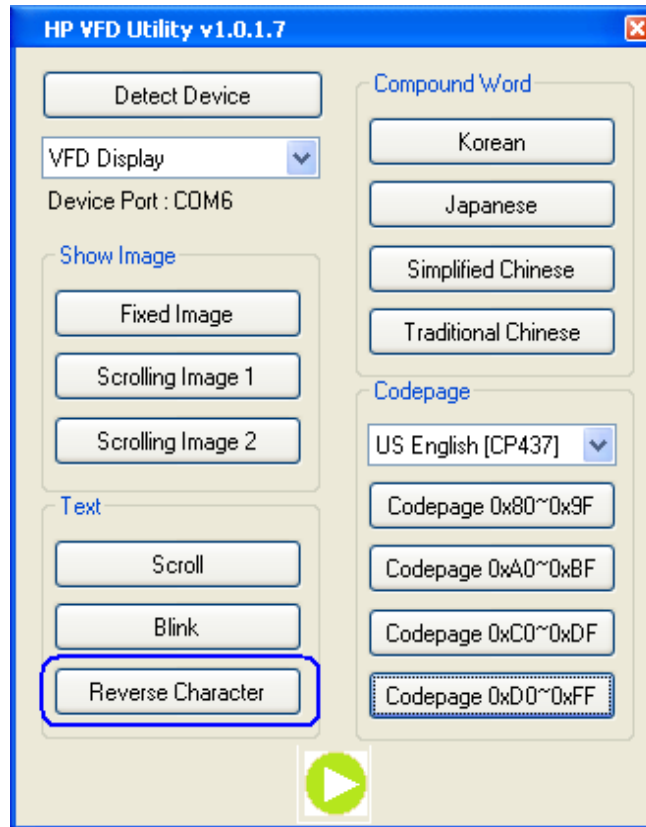 HP VFD Utility v1.0.1.7
Detect Device
VFD Display
Device Port : COM6
Show Image
Fixed Image
Scrolling Image 1
Scrolling Image 2
Text
Scroll
Blink
Reverse Character
Compound Word
Korean
Japanese
Simplified Chinese
Traditional Chinese
Codepage
US English [CP437]
Codepage 0x80~0x9F
Codepage 0xA0~0xBF
Codepage 0xC0~0xDF
Codepage 0xD0~0xFF